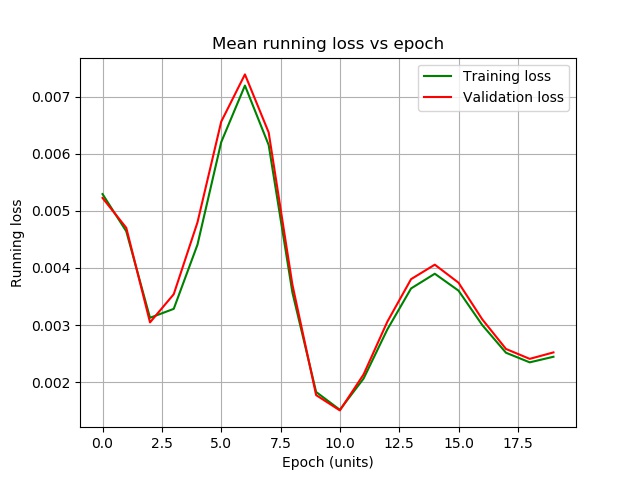 Mean running loss vs epoch
Training loss
Validation loss
0.007
0.006
0.005
0.004
0.003
0.002
Running loss
0.0 2.5 5.0 7.5 10.0 12.5 15.0 17.5
Epoch (units)